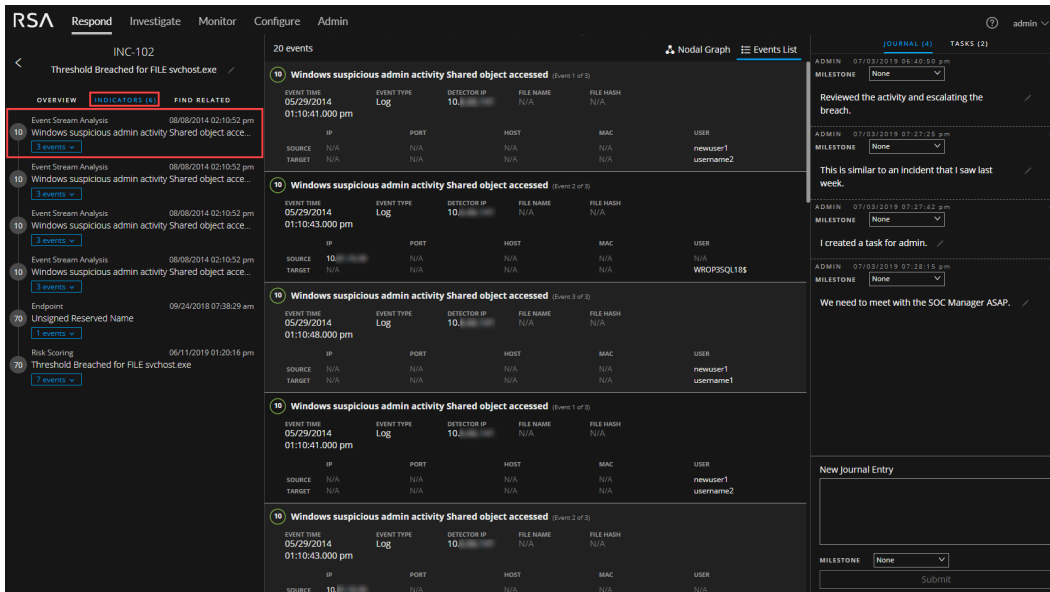 RSA Respond Investigate Monitor Configure Admin
? admin
INC-102
Threshold Breached for FILE svchost.exe
OVERVIEW INDICATORS (6) FIND RELATED
Event Stream Analysis 08/08/2014 02:10:52 pm
10 Windows suspicious admin activity Shared object acce...
3 events
Event Stream Analysis 08/08/2014 02:10:52 pm
10 Windows suspicious admin activity Shared object acce...
3 events
Event Stream Analysis 08/08/2014 02:10:52 pm
10 Windows suspicious admin activity Shared object acce...
3 events
Event Stream Analysis 08/08/2014 02:10:52 pm
10 Windows suspicious admin activity Shared object acce...
3 events
Endpoint 09/24/2018 07:38:29 am
70 Unsigned Reserved Name
1 events
Risk Scoring 06/11/2019 01:20:16 pm
70 Threshold Breached for FILE svchost.exe
7 events
20 events Nodal Graph Events List
10 Windows suspicious admin activity Shared object accessed (Event 1 of 3)
EVENT TIME EVENT TYPE DETECTOR IP FILE NAME FILE HASH
05/29/2014 Log 10. N/A N/A
01:10:41.000 pm
IP PORT HOST MAC USER
SOURCE N/A N/A N/A N/A newuser1
TARGET N/A N/A N/A N/A username2
10 Windows suspicious admin activity Shared object accessed (Event 2 of 3)
EVENT TIME EVENT TYPE DETECTOR IP FILE NAME FILE HASH
05/29/2014 Log 10. N/A N/A
01:10:43.000 pm
IP PORT HOST MAC USER
SOURCE 10. N/A N/A N/A N/A
TARGET N/A N/A N/A N/A WROP3SQL18$
10 Windows suspicious admin activity Shared object accessed (Event 3 of 3)
EVENT TIME EVENT TYPE DETECTOR IP FILE NAME FILE HASH
05/29/2014 Log 10. N/A N/A
01:10:48.000 pm
IP PORT HOST MAC USER
SOURCE N/A N/A N/A N/A newuser1
TARGET N/A N/A N/A N/A username1
10 Windows suspicious admin activity Shared object accessed (Event 1 of 3)
EVENT TIME EVENT TYPE DETECTOR IP FILE NAME FILE HASH
05/29/2014 Log 10. N/A N/A
01:10:41.000 pm
IP PORT HOST MAC USER
SOURCE N/A N/A N/A N/A newuser1
TARGET N/A N/A N/A N/A username2
10 Windows suspicious admin activity Shared object accessed (Event 2 of 3)
EVENT TIME EVENT TYPE DETECTOR IP FILE NAME FILE HASH
05/29/2014 Log 10. N/A N/A
01:10:43.000 pm
IP PORT HOST MAC USER
SOURCE 10. N/A N/A N/A N/A
JOURNAL (4) TASKS (2)
ADMIN 07/03/2019 06:40:50 pm
MILESTONE None
Reviewed the activity and escalating the
breach.
ADMIN 07/03/2019 07:27:25 pm
MILESTONE None
This is similar to an incident that I saw last
week.
ADMIN 07/03/2019 07:27:42 pm
MILESTONE None
I created a task for admin.
ADMIN 07/03/2019 07:28:15 pm
MILESTONE None
We need to meet with the SOC Manager ASAP.
New Journal Entry
MILESTONE None
Submit